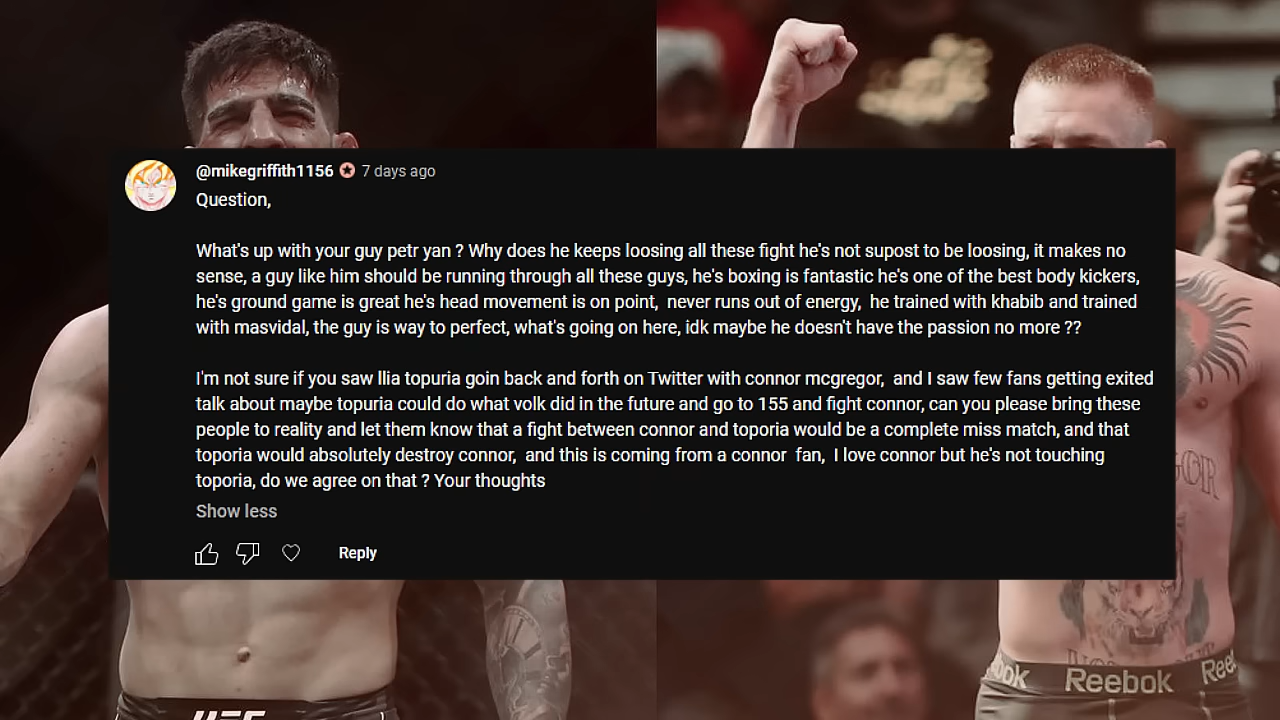 @mikegriffith1156 7 days ago
Question,
What's up with your guy petr yan ? Why does he keeps loosing all these fight he's not supost to be loosing, it makes no
sense, a guy like him should be running through all these guys, he's boxing is fantastic he's one of the best body kickers,
he's ground game is great he's head movement is on point,  never runs out of energy,  he trained with khabib and trained
with masvidal, the guy is way to perfect, what's going on here, idk maybe he doesn't have the passion no more ??
I'm not sure if you saw Ilia topuria goin back and forth on Twitter with connor mcgregor,  and I saw few fans getting exited
talk about maybe topuria could do what volk did in the future and go to 155 and fight connor, can you please bring these
people to reality and let them know that a fight between connor and toporia would be a complete miss match, and that
toporia would absolutely destroy connor,  and this is coming from a connor  fan,  I love connor but he's not touching
toporia, do we agree on that ? Your thoughts
Show less
Reply
GOR
Reebok
Ree
UFC